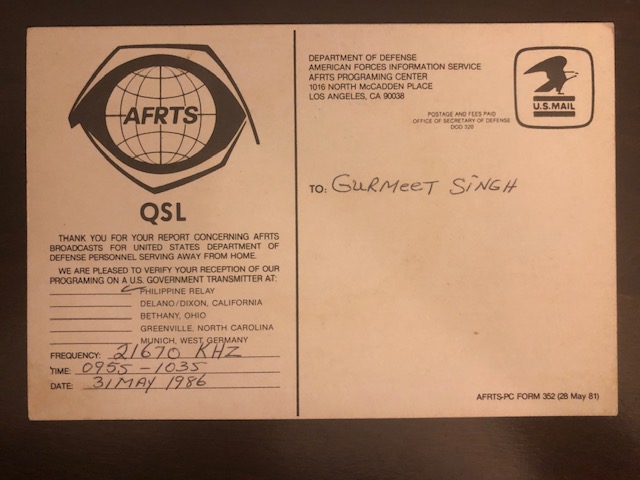 AFRTS
QSL
THANK YOU FOR YOUR REPORT CONCERNING AFRTS
BROADCASTS FOR UNITED STATES DEPARTMENT OF
DEFENSE PERSONNEL SERVING AWAY FROM HOME.
WE ARE PLEASED TO VERIFY YOUR RECEPTION OF OUR
PROGRAMING ON A U.S. GOVERNMENT TRANSMITTER AT:
PHILIPPINE RELAY
DELANO/DIXON, CALIFORNIA
BETHANY, OHIO
GREENVILLE, NORTH CAROLINA
MUNICH, WEST GERMANY
FREQUENCY: 21670 KHZ
TIME: 0955 - 1035
DATE: 31 MAY 1986
DEPARTMENT OF DEFENSE
AMERICAN FORCES INFORMATION SERVICE
AFRTS PROGRAMING CENTER
1016 NORTH McCADDEN PLACE
LOS ANGELES, CA 90038
U.S. MAIL
POSTAGE AND FEES PAID
OFFICE OF SECRETARY OF DEFENSE
DOD 320
TO: GURMEET SINGH
AFRTS-PC FORM 352 (28 May 81)